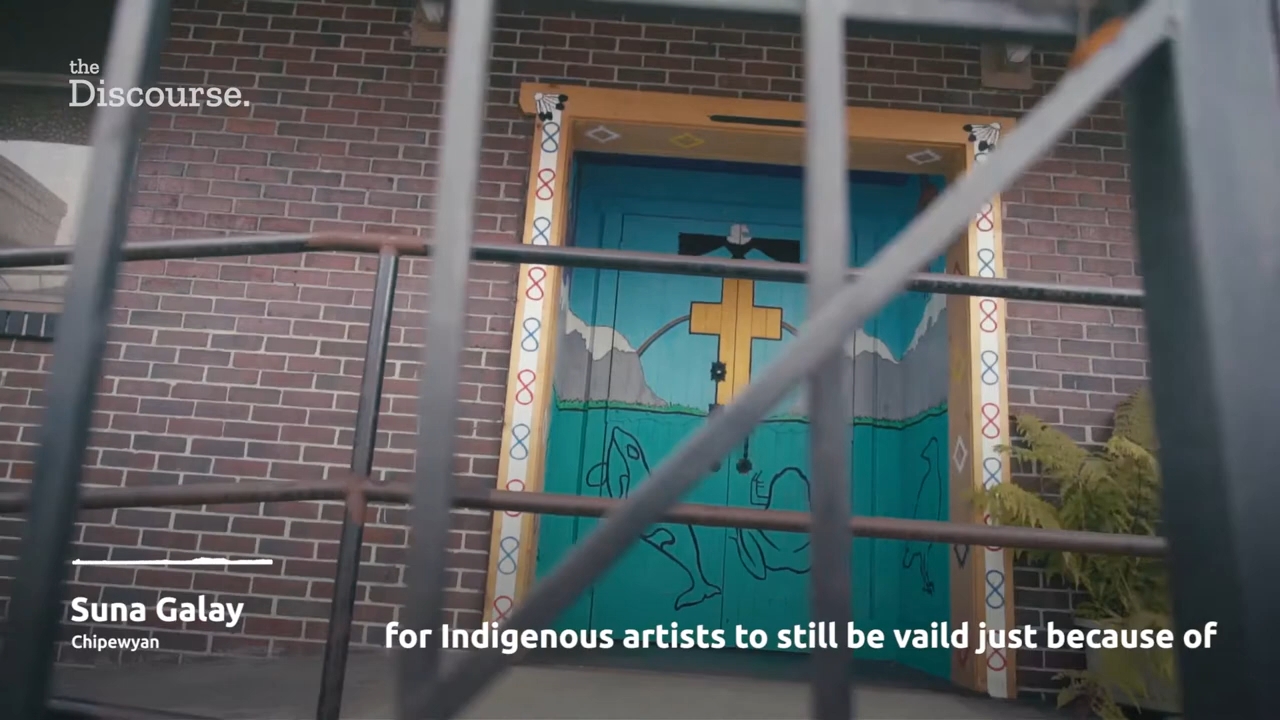 the
Discourse.
Suna Galay
Chipewyan
for Indigenous artists to still be vaild just because of